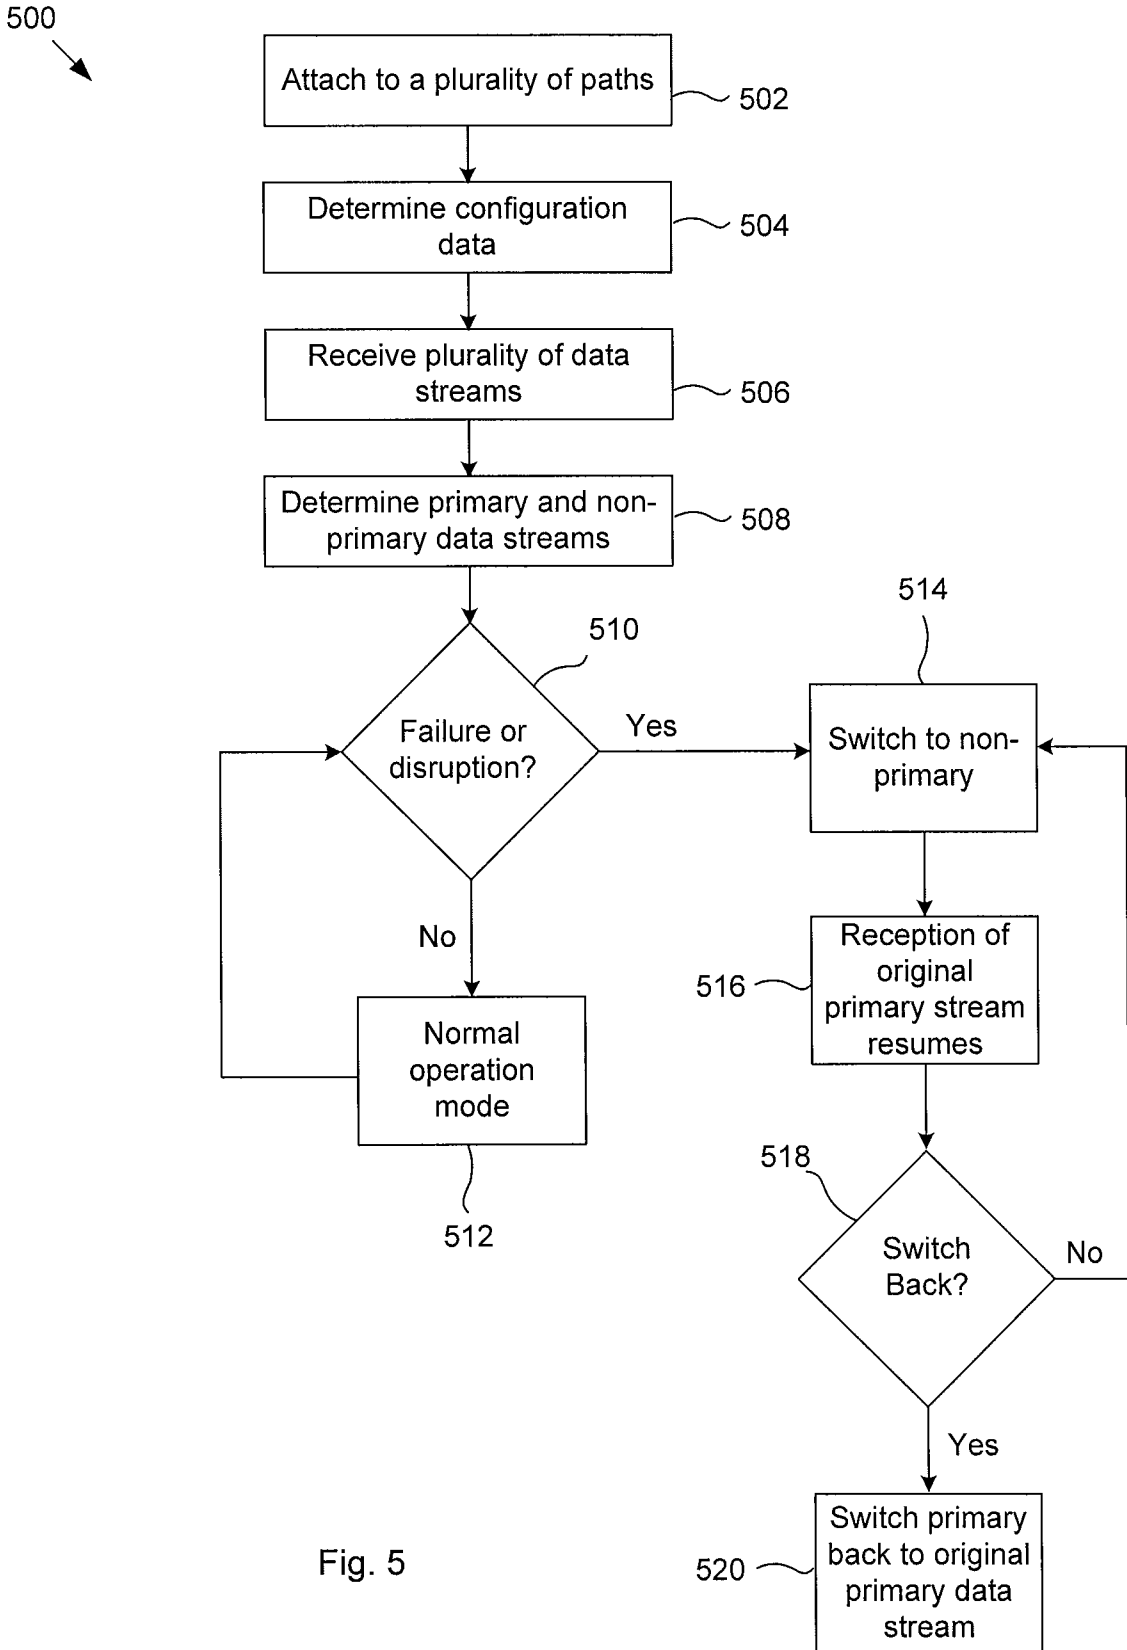 500
Attach to a plurality of paths
502
Determine configuration
data
504
Receive plurality of data
streams
506
Determine primary and non-
primary data streams
508
510
Failure or
disruption?
Yes
No
Normal
operation
mode
512
514
Switch to non-
primary
Reception of
original
primary stream
resumes
516
518
Switch
Back?
No
Yes
Switch primary
back to original
primary data
stream
520
Fig. 5